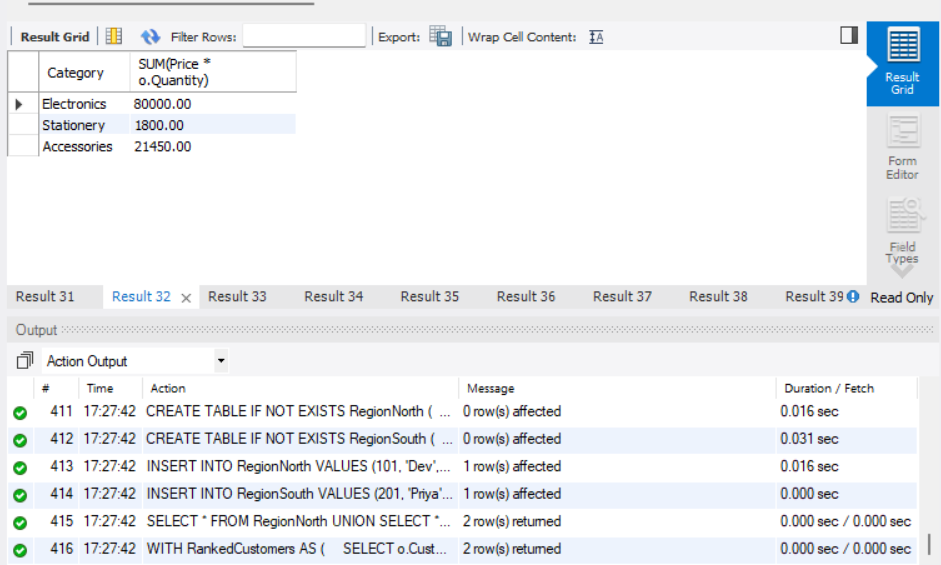 Result Grid Filter Rows: Export: Wrap Cell Content: IA
Result Grid
Form Editor
Field Types
Category SUM(Price * o.Quantity)
Electronics 80000.00
Stationery 1800.00
Accessories 21450.00
Result 31 Result 32 × Result 33 Result 34 Result 35 Result 36 Result 37 Result 38 Result 39 Read Only
Output
Action Output
# Time Action Message Duration / Fetch
411 17:27:42 CREATE TABLE IF NOT EXISTS RegionNorth ( ... 0 row(s) affected 0.016 sec
412 17:27:42 CREATE TABLE IF NOT EXISTS RegionSouth ( ... 0 row(s) affected 0.031 sec
413 17:27:42 INSERT INTO RegionNorth VALUES (101, 'Dev',... 1 row(s) affected 0.016 sec
414 17:27:42 INSERT INTO RegionSouth VALUES (201, 'Priya'... 1 row(s) affected 0.000 sec
415 17:27:42 SELECT * FROM RegionNorth UNION SELECT *... 2 row(s) returned 0.000 sec / 0.000 sec
416 17:27:42 WITH RankedCustomers AS ( SELECT o.Cust... 2 row(s) returned 0.000 sec / 0.000 sec